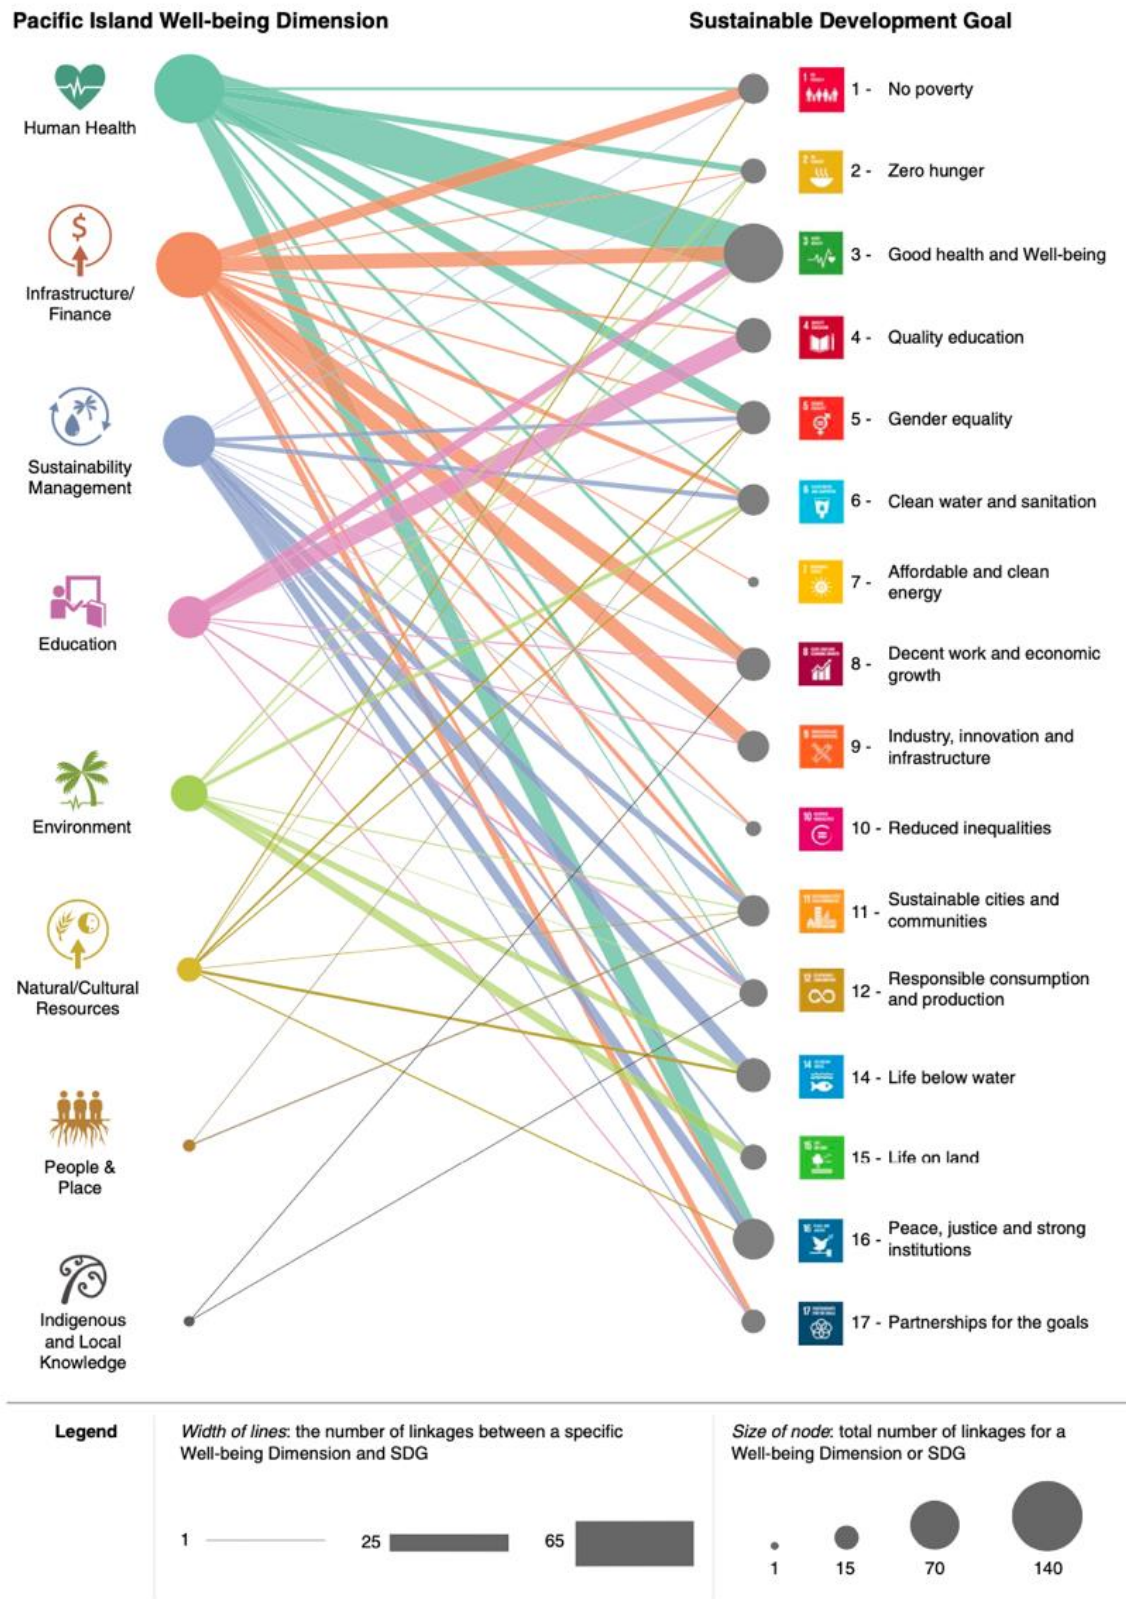 Pacific Island Well-being Dimension
Sustainable Development Goal
Human Health
Infrastructure/
Finance
$
Sustainability
Management
Education
Environment
Natural/Cultural
Resources
People &
Place
Indigenous
and Local
Knowledge
1 - No poverty
2 - Zero hunger
3 - Good health and Well-being
4 - Quality education
5 - Gender equality
6 - Clean water and sanitation
7 - Affordable and clean
energy
8 - Decent work and economic
growth
9 - Industry, innovation and
infrastructure
10 - Reduced inequalities
11 - Sustainable cities and
communities
12 - Responsible consumption
and production
14 - Life below water
15 - Life on land
16 - Peace, justice and strong
institutions
17 - Partnerships for the goals
Legend
Width of lines: the number of linkages between a specific
Well-being Dimension and SDG
1 25 65
Size of node: total number of linkages for a
Well-being Dimension or SDG
1 15 70 140